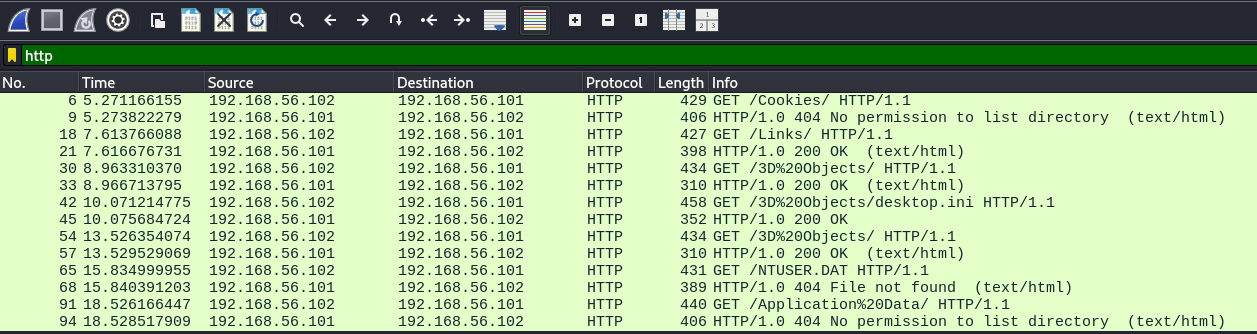 1
1
2 3
http
No. Time Source Destination Protocol Length Info
6 5.271166155 192.168.56.102 192.168.56.101 HTTP 429 GET /Cookies/ HTTP/1.1
9 5.273822279 192.168.56.101 192.168.56.102 HTTP 406 HTTP/1.0 404 No permission to list directory (text/html)
18 7.613766088 192.168.56.102 192.168.56.101 HTTP 427 GET /Links/ HTTP/1.1
21 7.616676731 192.168.56.101 192.168.56.102 HTTP 398 HTTP/1.0 200 OK (text/html)
30 8.963310370 192.168.56.102 192.168.56.101 HTTP 434 GET /3D%20Objects/ HTTP/1.1
33 8.966713795 192.168.56.101 192.168.56.102 HTTP 310 HTTP/1.0 200 OK (text/html)
42 10.071214775 192.168.56.102 192.168.56.101 HTTP 458 GET /3D%20Objects/desktop.ini HTTP/1.1
45 10.075684724 192.168.56.101 192.168.56.102 HTTP 352 HTTP/1.0 200 OK
54 13.526354074 192.168.56.102 192.168.56.101 HTTP 434 GET /3D%20Objects/ HTTP/1.1
57 13.529529069 192.168.56.101 192.168.56.102 HTTP 310 HTTP/1.0 200 OK (text/html)
65 15.834999955 192.168.56.102 192.168.56.101 HTTP 431 GET /NTUSER.DAT HTTP/1.1
68 15.840391203 192.168.56.101 192.168.56.102 HTTP 389 HTTP/1.0 404 File not found (text/html)
91 18.526166447 192.168.56.102 192.168.56.101 HTTP 440 GET /Application%20Data/ HTTP/1.1
94 18.528517909 192.168.56.101 192.168.56.102 HTTP 406 HTTP/1.0 404 No permission to list directory (text/html)